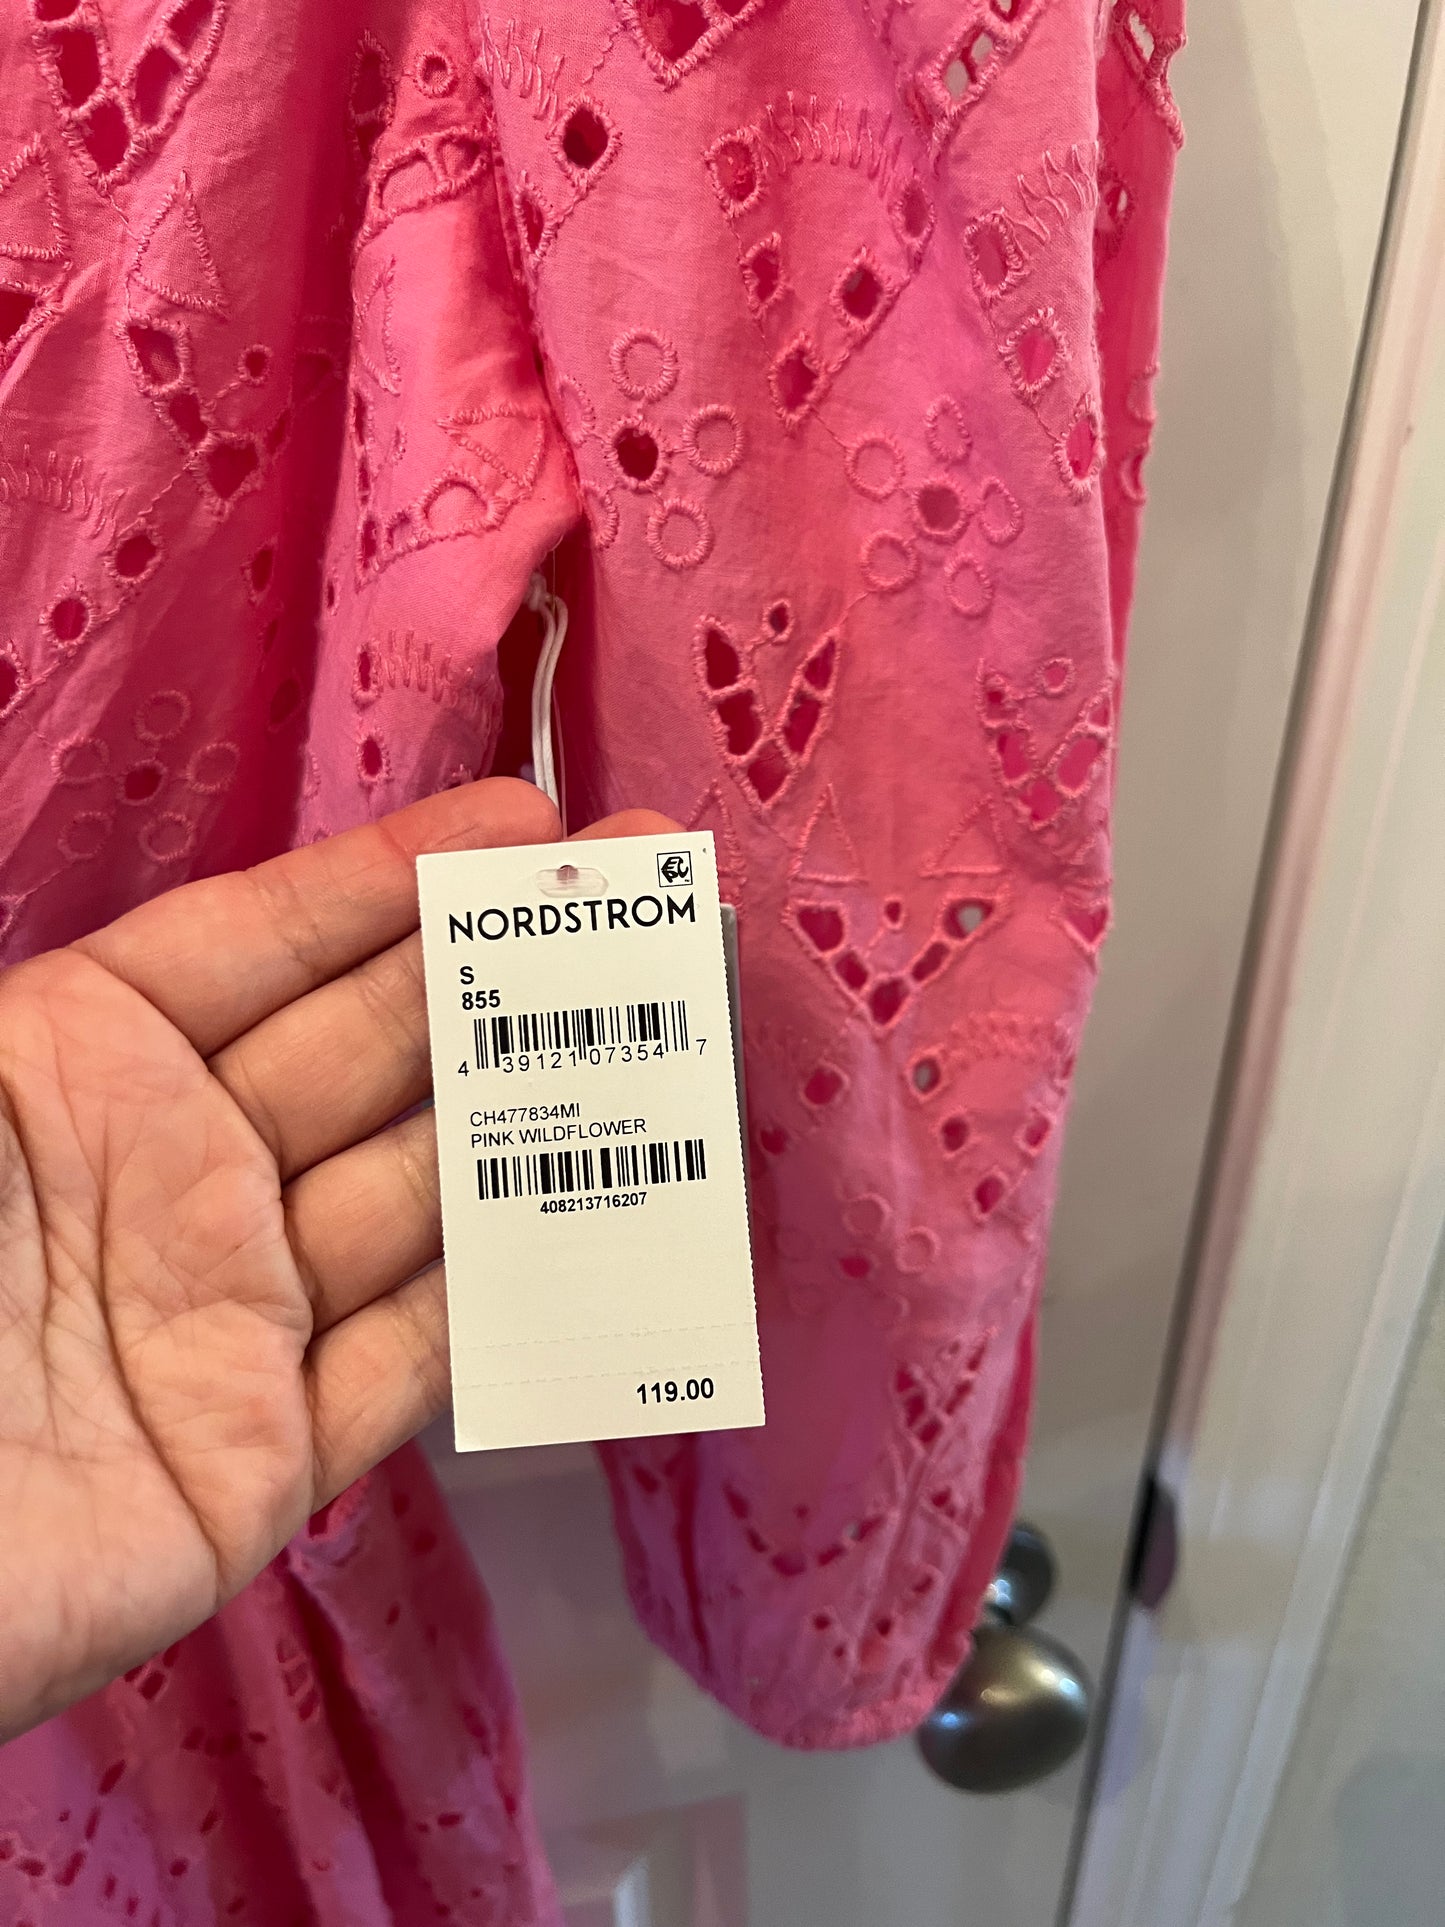 NORDSTROM
S
855
4 39121 07354 7
CH477834MI
PINK WILDFLOWER
408213716207
119.00